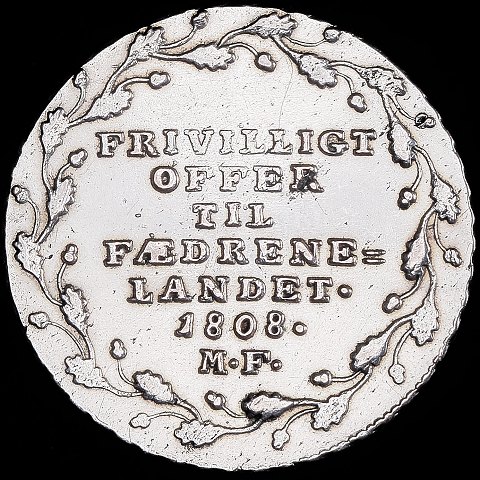 FRIVILLIGT
OFFER
TIL
FÆDRENE=
LANDET·
1808·
M·F·